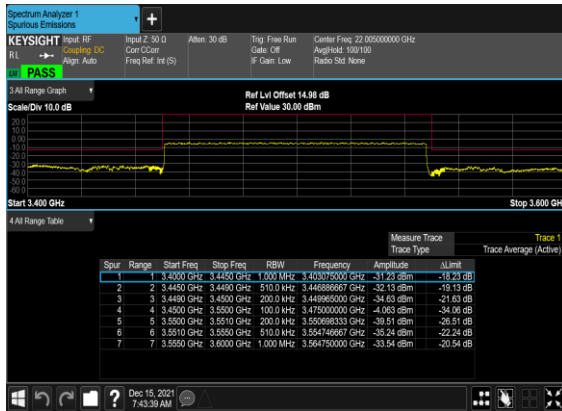 Spectrum Analyzer 1
Spurious Emissions
KEYSIGHT Input: RF Input Z: 50 Ω Atten: 30 dB Trig: Free Run Center Freq: 22.005000000 GHz
RL Coupling: DC Corr CCorr Gate: Off Avg|Hold: 100/100
Align: Auto Freq Ref: Int (S) IF Gain: Low Radio Std: None
PASS
3 All Range Graph
Scale/Div 10.0 dB
Ref Lvl Offset 14.98 dB
Ref Value 30.00 dBm
20.0
10.0
0.00
-10.0
-20.0
-30.0
-40.0
-50.0
-60.0
Start 3.400 GHz Stop 3.600 GH
4 All Range Table
Measure Trace Trace 1
Trace Type Trace Average (Active)
Spur Range Start Freq Stop Freq RBW Frequency Amplitude ΔLimit
1 1 3.4000 GHz 3.4450 GHz 1.000 MHz 3.403075000 GHz -31.23 dBm -18.23 dB
2 2 3.4450 GHz 3.4490 GHz 510.0 kHz 3.446886667 GHz -32.13 dBm -19.13 dB
3 3 3.4490 GHz 3.4500 GHz 200.0 kHz 3.449965000 GHz -34.63 dBm -21.63 dB
4 4 3.4500 GHz 3.5500 GHz 100.0 kHz 3.475000000 GHz -4.063 dBm -34.06 dB
5 5 3.5500 GHz 3.5510 GHz 200.0 kHz 3.550698333 GHz -39.51 dBm -26.51 dB
6 6 3.5510 GHz 3.5550 GHz 510.0 kHz 3.554746667 GHz -35.24 dBm -22.24 dB
7 7 3.5550 GHz 3.6000 GHz 1.000 MHz 3.564750000 GHz -33.54 dBm -20.54 dB
Dec 15, 2021
7:43:39 AM